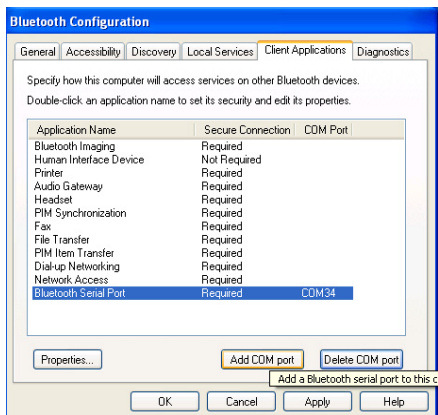 Bluetooth Configuration
General Accessibility Discovery Local Services Client Applications Diagnostics
Specify how this computer will access services on other Bluetooth devices.
Double-click an application name to set its security and edit its properties.
Application Name Secure Connection COM Port
Bluetooth Imaging Required
Human Interface Device Not Required
Printer Required
Audio Gateway Required
Headset Required
PIM Synchronization Required
Fax Required
File Transfer Required
PIM Item Transfer Required
Dial-up Networking Required
Network Access Required
Bluetooth Serial Port Required COM34
Properties... Add COM port Delete COM port
Add a Bluetooth serial port to this c
OK Cancel Apply Help